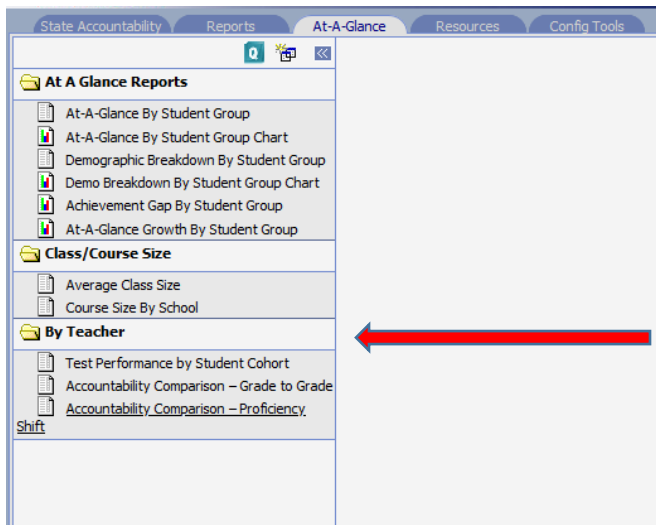 State Accountability Reports At-A-Glance Resources Config Tools
Q
At A Glance Reports
At-A-Glance By Student Group
At-A-Glance By Student Group Chart
Demographic Breakdown By Student Group
Demo Breakdown By Student Group Chart
Achievement Gap By Student Group
At-A-Glance Growth By Student Group
Class/Course Size
Average Class Size
Course Size By School
By Teacher
Test Performance by Student Cohort
Accountability Comparison – Grade to Grade
Accountability Comparison – Proficiency
Shift